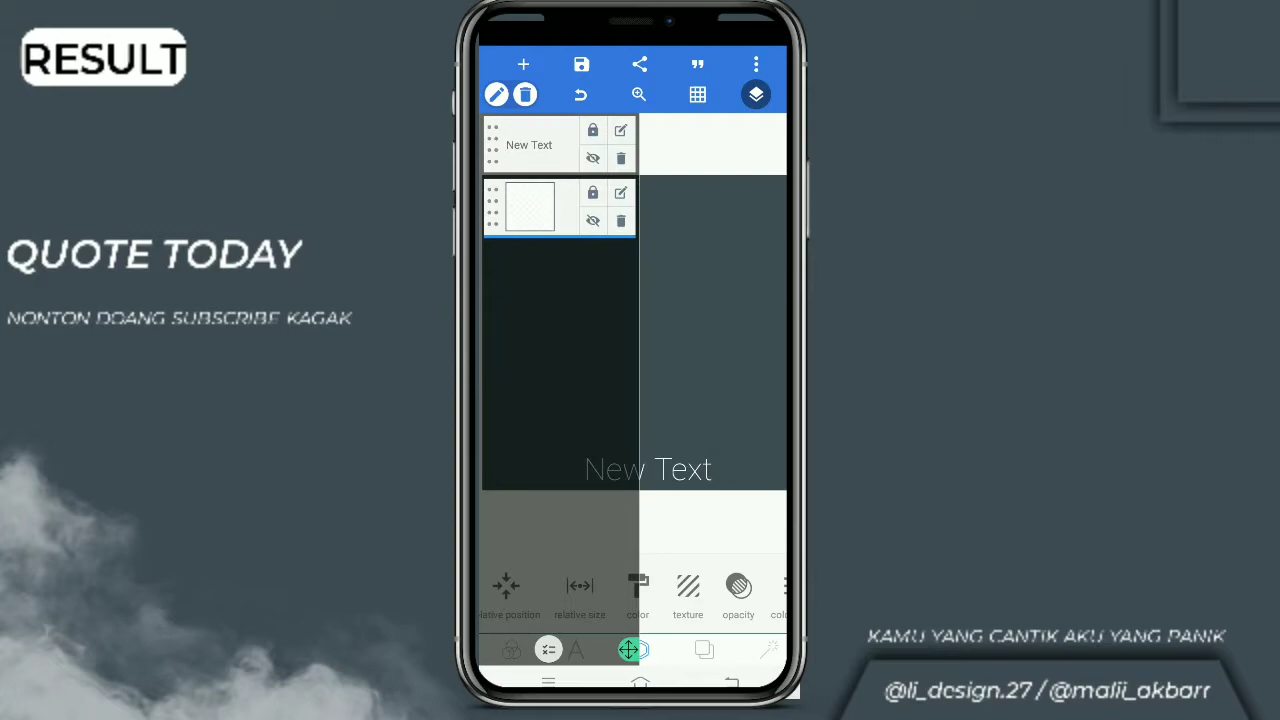 RESULT
QUOTE TODAY
NONTON DOANG SUBSCRIBE KAGAK
New Text
New Text
relative size
color
texture
opacity
KAMU YANG CANTIK AKU YANG PANIK
@li_design.27 / @malii_akbarr